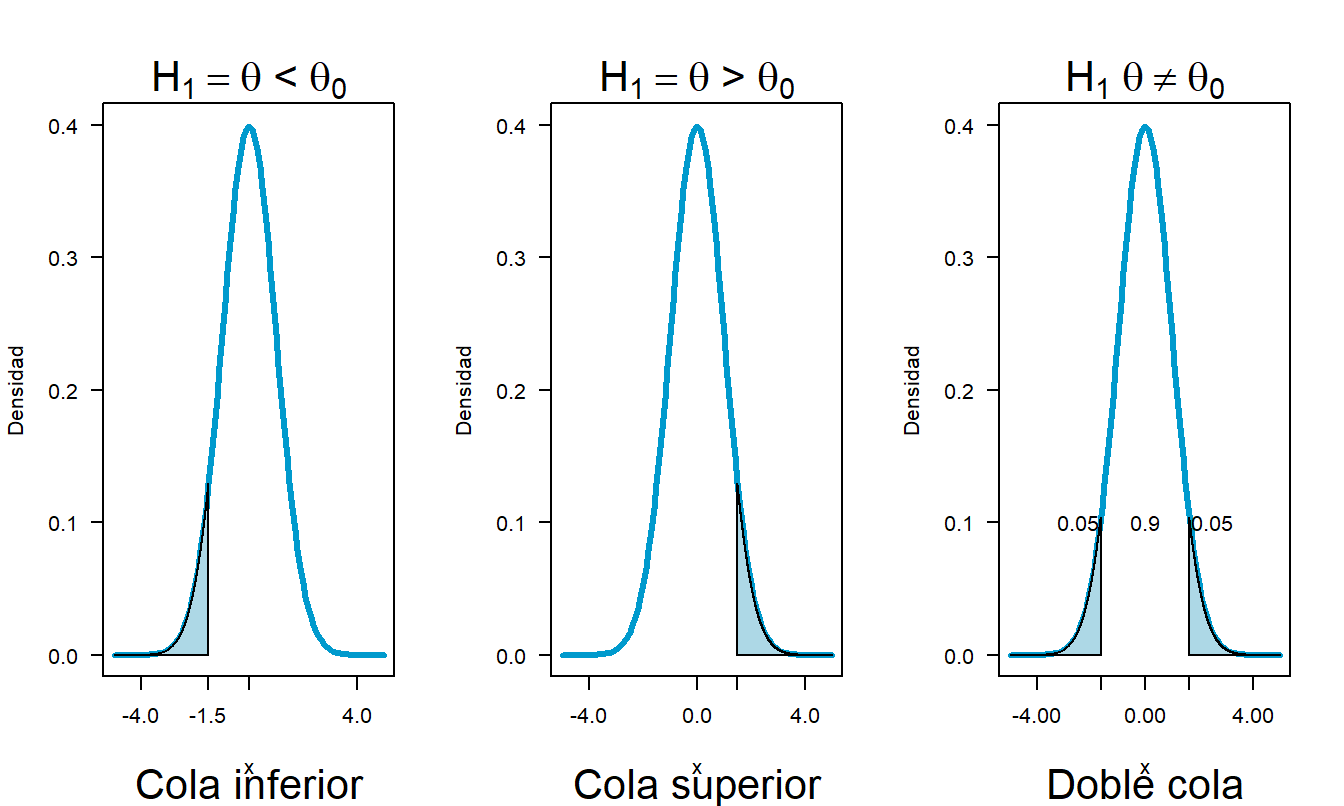 H1 = θ < θ0
0.4
0.3
0.2
0.1
0.0
Densidad
-4.0 -1.5 4.0
x
Cola inferior
H1 = θ > θ0
0.4
0.3
0.2
0.1
0.0
Densidad
-4.0 0.0 4.0
x
Cola superior
H1 θ ≠ θ0
0.4
0.3
0.2
0.1
0.0
Densidad
0.05 0.9 0.05
-4.00 0.00 4.00
x
Doble cola